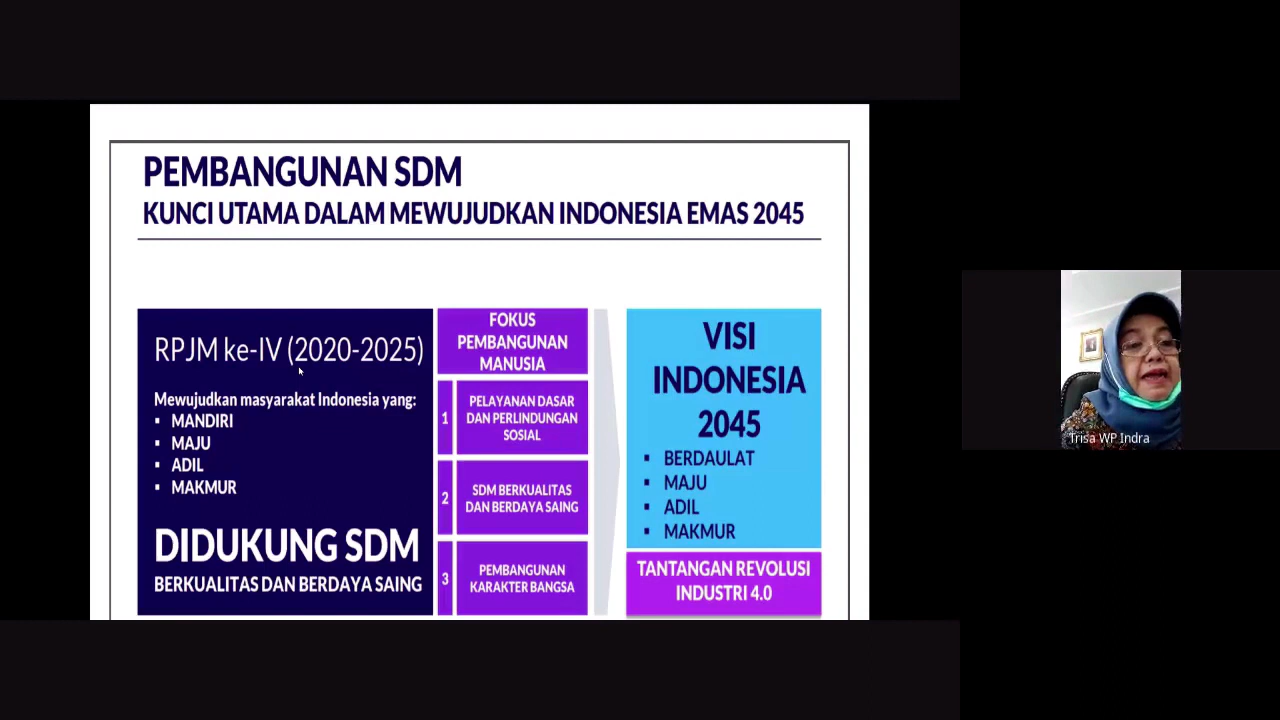 PEMBANGUNAN SDM
KUNCI UTAMA DALAM MEWUJUDKAN INDONESIA EMAS 2045
RPJM ke-IV (2020-2025)
Mewujudkan masyarakat Indonesia yang:
▪ MANDIRI
▪ MAJU
▪ ADIL
▪ MAKMUR
DIDUKUNG SDM
BERKUALITAS DAN BERDAYA SAING
FOKUS
PEMBANGUNAN
MANUSIA
1
PELAYANAN DASAR
DAN PERLINDUNGAN
SOSIAL
2
SDM BERKUALITAS
DAN BERDAYA SAING
3
PEMBANGUNAN
KARAKTER BANGSA
VISI
INDONESIA
2045
▪ BERDAULAT
▪ MAJU
▪ ADIL
▪ MAKMUR
TANTANGAN REVOLUSI
INDUSTRI 4.0
Trisa WP Indra